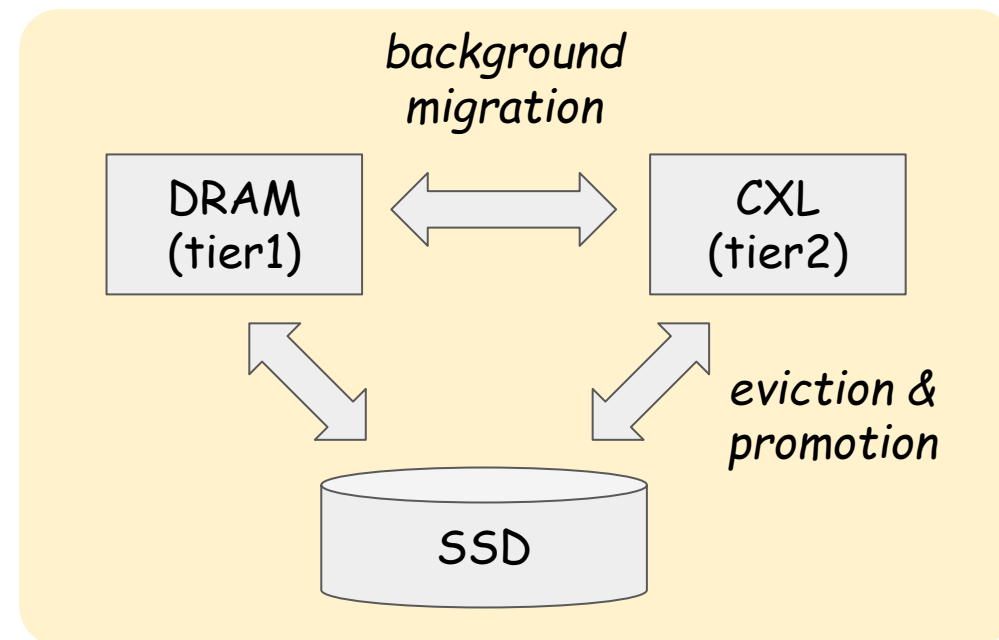 background
migration
DRAM
(tier1)
CXL
(tier2)
eviction &
promotion
SSD